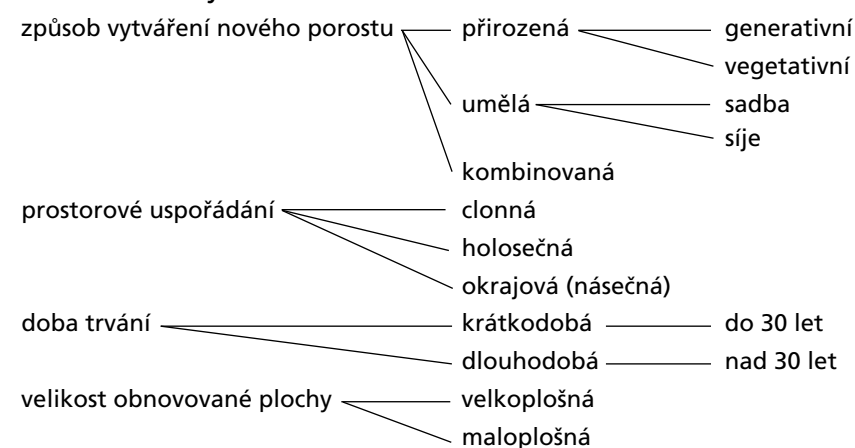 způsob vytváření nového porostu přirozená generativní
vegetativní
umělá sadba
síje
kombinovaná
prostorové uspořádání clonná
holosečná
okrajová (násečná)
doba trvání krátkodobá do 30 let
dlouhodobá nad 30 let
velikost obnovované plochy velkoplošná
maloplošná